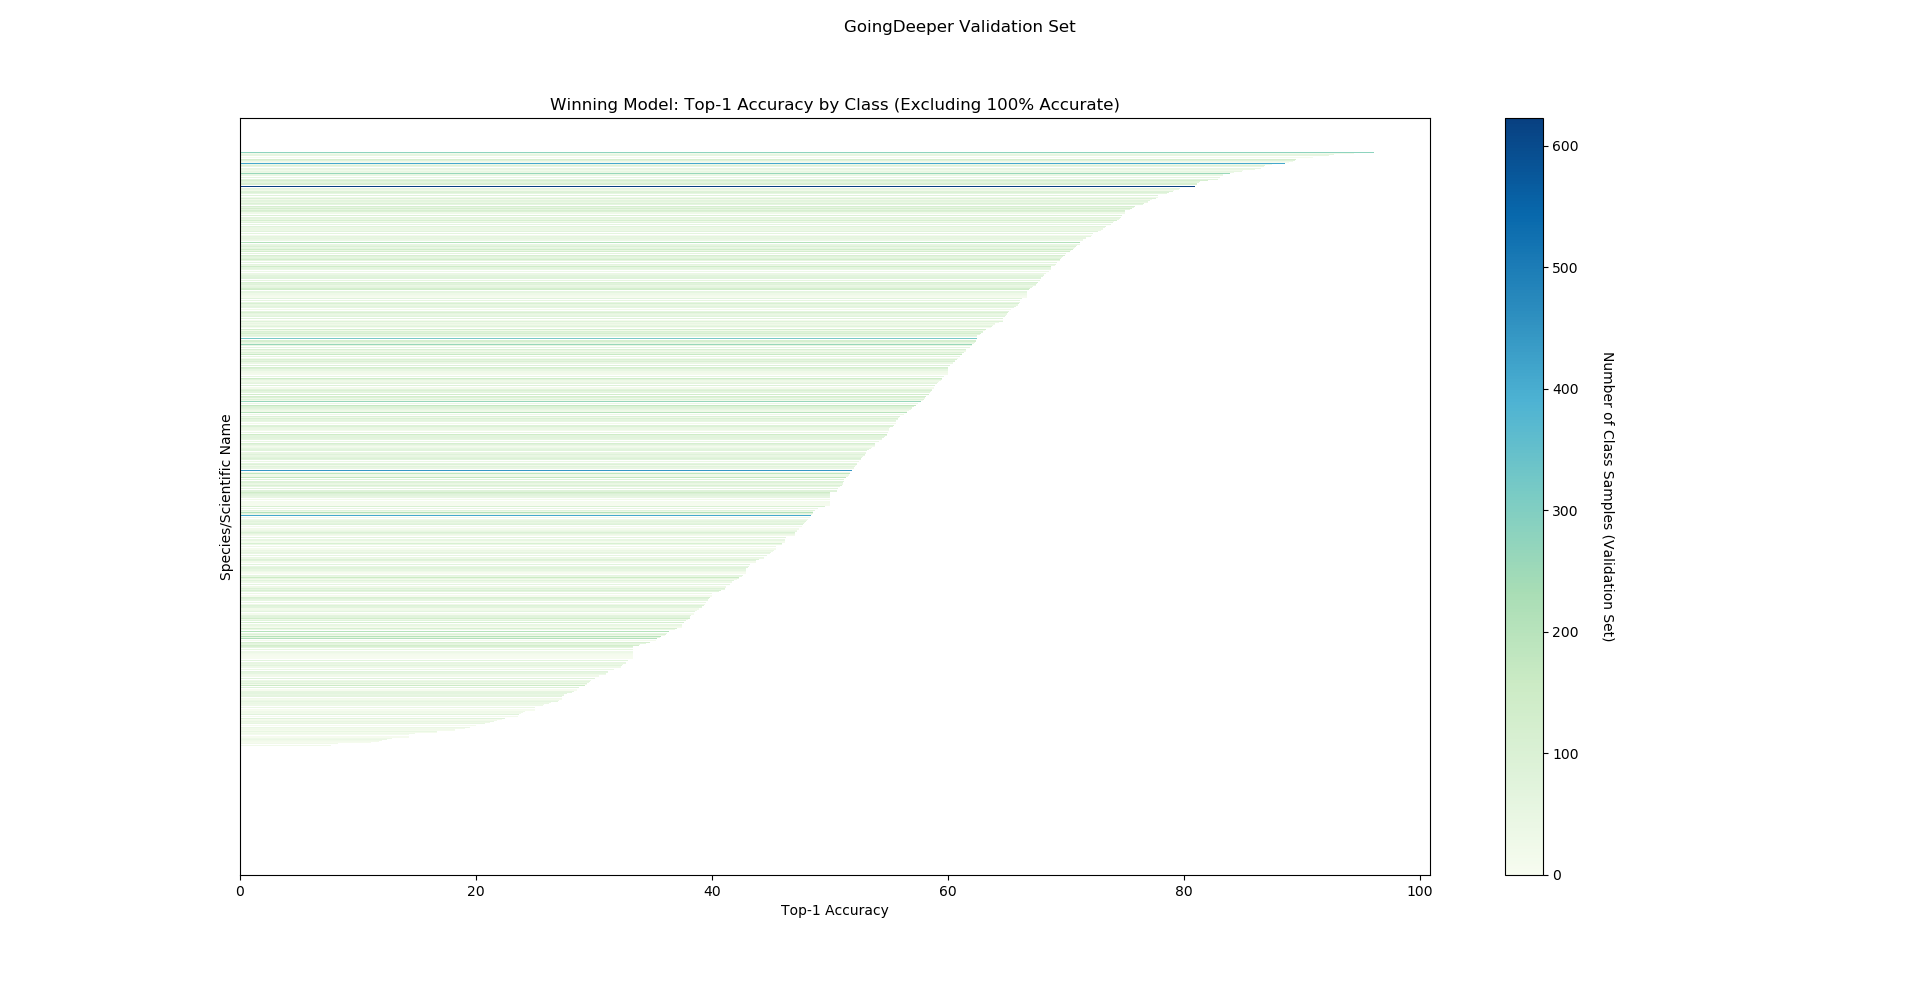 GoingDeeper Validation Set
Winning Model: Top-1 Accuracy by Class (Excluding 100% Accurate)
Species/Scientific Name
0
20
40
60
80
100
Top-1 Accuracy
600
500
400
300
200
100
0
Number of Class Samples (Validation Set)